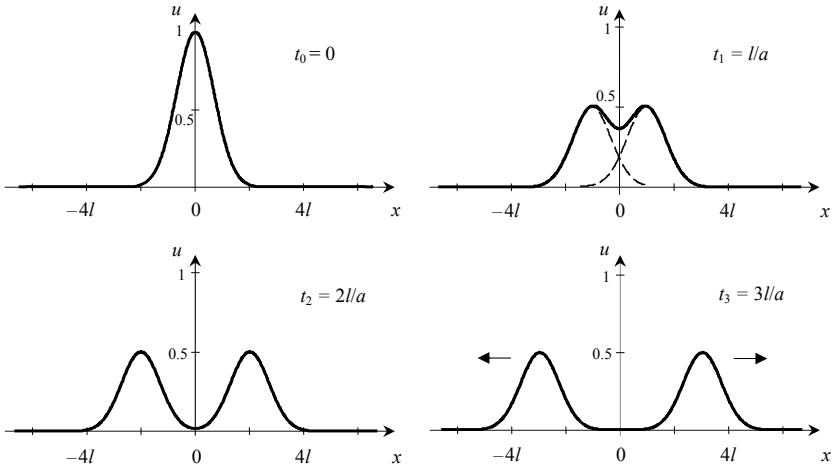 u
1
t₀ = 0
0.5
−4l 0 4l x
u
1
t₁ = l/a
0.5
−4l 0 4l x
u
1
t₂ = 2l/a
0.5
−4l 0 4l x
u
1
t₃ = 3l/a
0.5
−4l 0 4l x